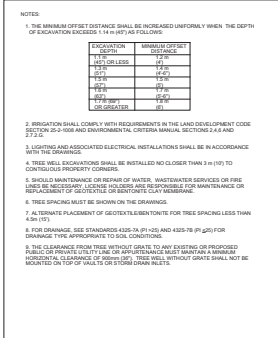 NOTES:
1. THE MINIMUM OFFSET DISTANCE SHALL BE INCREASED UNIFORMLY WHEN THE DEPTH
OF EXCAVATION EXCEEDS 1.14 m (45") AS FOLLOWS:
EXCAVATION DEPTH MINIMUM OFFSET DISTANCE
1.1 m (45") OR LESS 1.2 m (4')
1.3 m (51") 1.4 m (4'-6")
1.5 m (57") 1.5 m (5')
1.6 m (63") 1.7 m (5'-6")
1.7 m (68") OR GREATER 1.8 m (6')
2. IRRIGATION SHALL COMPLY WITH REQUIREMENTS IN THE LAND DEVELOPMENT CODE
SECTION 25-2-1008 AND ENVIRONMENTAL CRITERIA MANUAL SECTIONS 2,4,6 AND
2.7.2.G.
3. LIGHTING AND ASSOCIATED ELECTRICAL INSTALLATIONS SHALL BE IN ACCORDANCE
WITH THE DRAWINGS.
4. TREE WELL EXCAVATIONS SHALL BE INSTALLED NO CLOSER THAN 3 m (10') TO
CONTIGUOUS PROPERTY CORNERS.
5. SHOULD MAINTENANCE OR REPAIR OF WATER, WASTEWATER SERVICES OR FIRE
LINES BE NECESSARY. LICENSE HOLDERS ARE RESPONSIBLE FOR MAINTENANCE OR
REPLACEMENT OF GEOTEXTILE OR BENTONITE CLAY MEMBRANE.
6. TREE SPACING MUST BE SHOWN ON THE DRAWINGS.
7. ALTERNATE PLACEMENT OF GEOTEXTILE/BENTONITE FOR TREE SPACING LESS THAN
4.5m (15').
8. FOR DRAINAGE, SEE STANDARDS 432S-7A (PI >25) AND 432S-7B (PI ≤25) FOR
DRAINAGE TYPE APPROPRIATE TO SOIL CONDITIONS.
9. THE CLEARANCE FROM TREE WITHOUT GRATE TO ANY EXISTING OR PROPOSED
PUBLIC OR PRIVATE UTILITY LINE OR APPURTENANCE MUST MAINTAIN A MINIMUM
HORIZONTAL CLEARANCE OF 900mm (36"). TREE WELL WITHOUT GRATE SHALL NOT BE
MOUNTED ON TOP OF VAULTS OR STORM DRAIN INLETS.